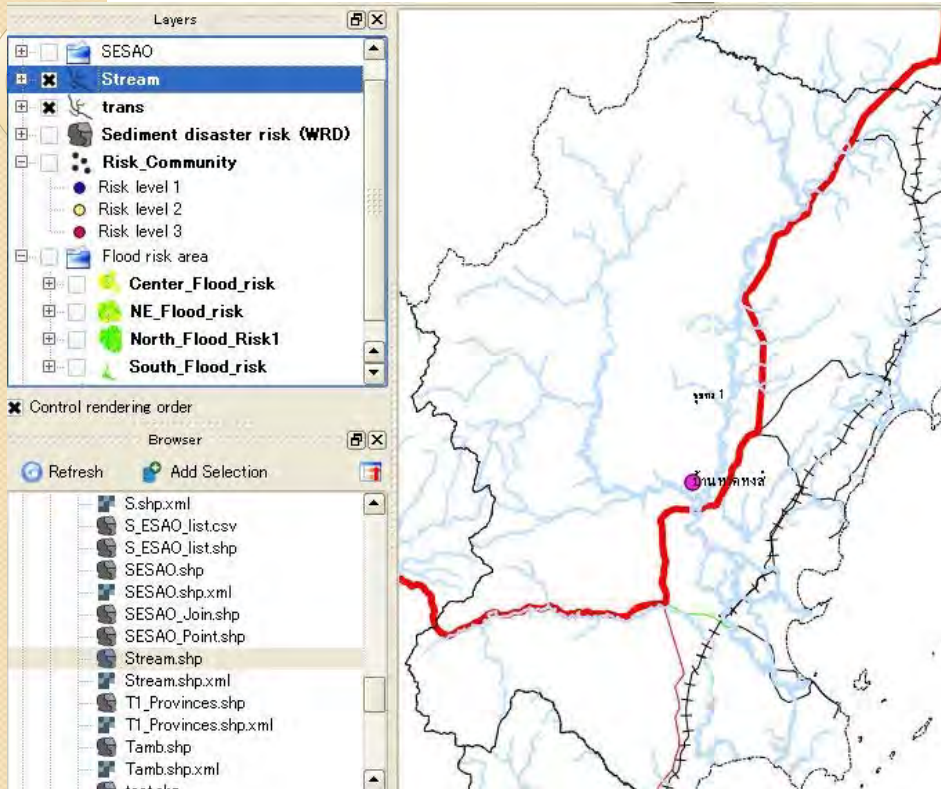 Layers
SESAO
Stream
trans
Sediment disaster risk (WRD)
Risk_Community
Risk level 1
Risk level 2
Risk level 3
Flood risk area
Center_Flood_risk
NE_Flood_risk
North_Flood_Risk1
South_Flood_risk
Control rendering order
Browser
Refresh
Add Selection
S.shp.xml
S_ESAO_list.csv
S_ESAO_list.shp
SESAO.shp
SESAO.shp.xml
SESAO_Join.shp
SESAO_Point.shp
Stream.shp
Stream.shp.xml
T1_Provinces.shp
T1_Provinces.shp.xml
Tamb.shp
Tamb.shp.xml